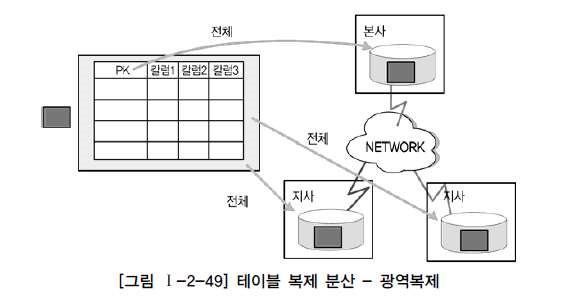 전체
본사
PK 칼럼1 칼럼2 칼럼3
전체
NETWORK
전체
지사
지사
[그림 Ⅰ-2-49] 테이블 복제 분산 - 광역복제